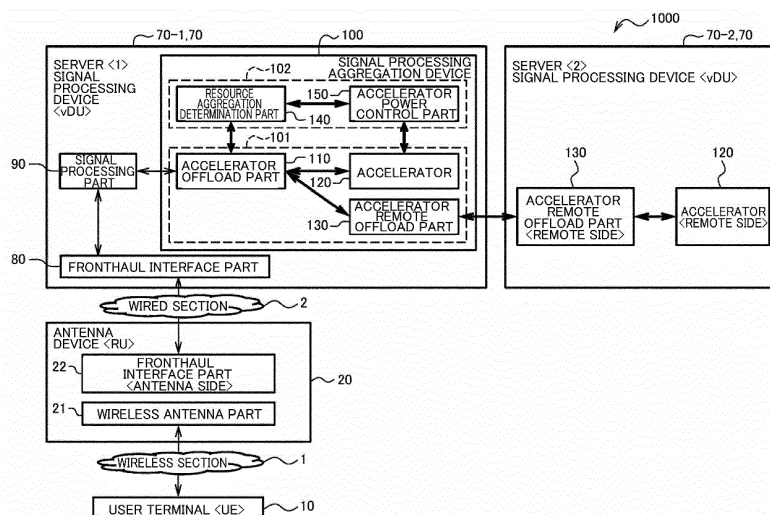 1000
70-1,70
100
70-2,70
SERVER <1>
SIGNAL
PROCESSING
DEVICE
<vDU>
SIGNAL PROCESSING
AGGREGATION DEVICE
102
RESOURCE
AGGREGATION
DETERMINATION PART
140
150
ACCELERATOR
POWER
CONTROL PART
101
90
SIGNAL
PROCESSING
PART
ACCELERATOR
OFFLOAD PART
110
120
ACCELERATOR
130
ACCELERATOR
REMOTE
OFFLOAD PART
80
FRONTHAUL INTERFACE PART
SERVER <2>
SIGNAL PROCESSING DEVICE <vDU>
130
ACCELERATOR
REMOTE
OFFLOAD PART
<REMOTE SIDE>
120
ACCELERATOR
<REMOTE SIDE>
WIRED SECTION
2
ANTENNA
DEVICE <RU>
22
FRONTHAUL
INTERFACE PART
<ANTENNA SIDE>
20
21
WIRELESS ANTENNA PART
WIRELESS SECTION
1
USER TERMINAL <UE>
10